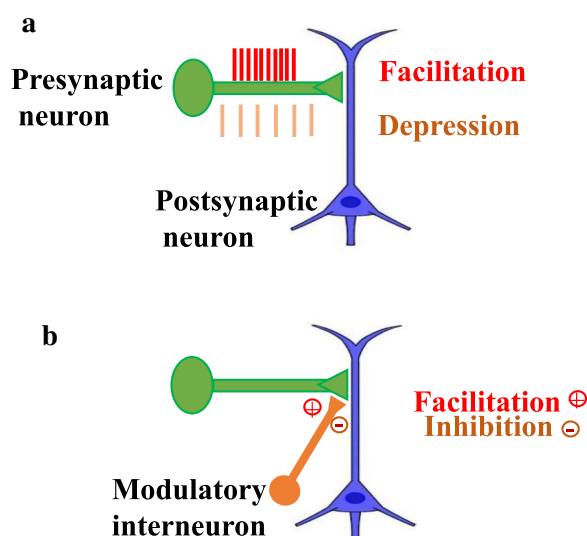 a
Presynaptic
neuron
Facilitation
Depression
Postsynaptic
neuron
b
Facilitation
Inhibition
Modulatory
interneuron